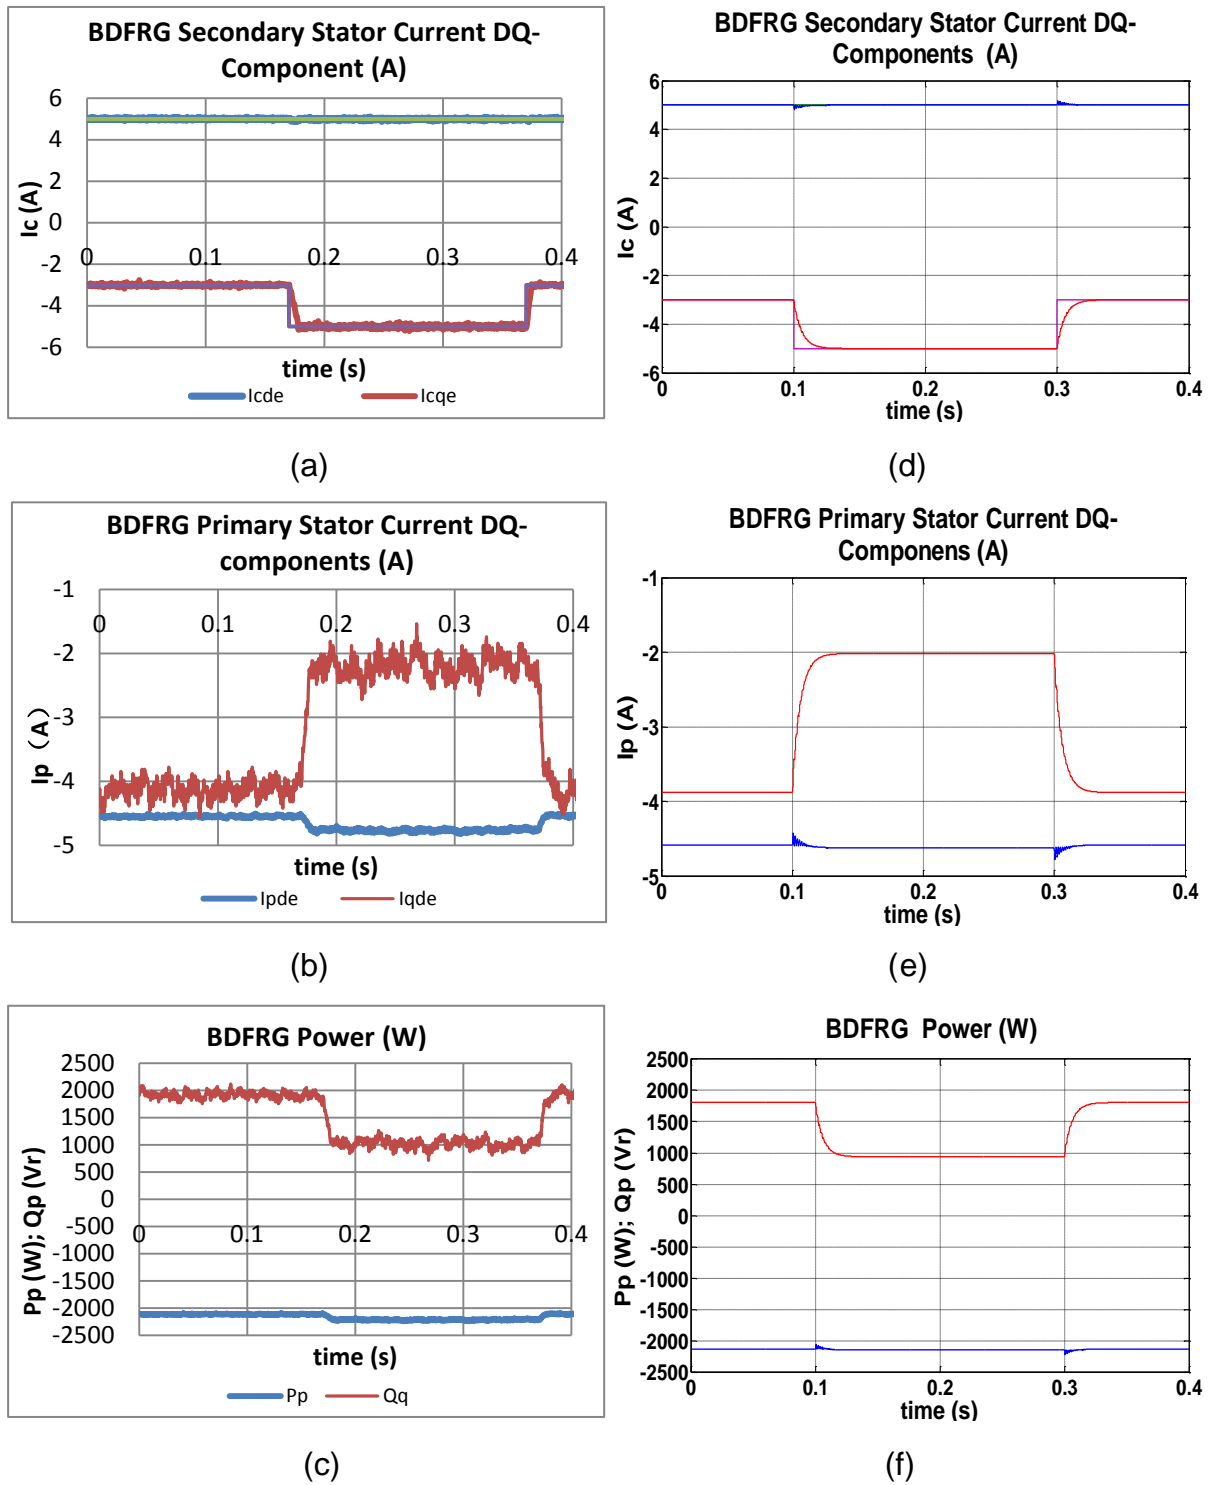 BDFRG Secondary Stator Current DQ-
Component (A)
6
4
2
0
-2
-4
-6
Ic (A)
0
0.1
0.2
0.3
0.4
time (s)
Icde
Icqe
(a)
BDFRG Secondary Stator Current DQ-
Components (A)
6
4
2
0
-2
-4
-6
Ic (A)
0
0.1
0.2
0.3
0.4
time (s)
(d)
BDFRG Primary Stator Current DQ-
components (A)
-1
-2
-3
-4
-5
Ip (A)
0
0.1
0.2
0.3
0.4
time (s)
Ipde
Iqde
(b)
BDFRG Primary Stator Current DQ-
Componens (A)
-1
-2
-3
-4
-5
Ip (A)
0
0.1
0.2
0.3
0.4
time (s)
(e)
BDFRG Power (W)
2500
2000
1500
1000
500
0
-500
-1000
-1500
-2000
-2500
Pp (W); Qp (Vr)
0
0.1
0.2
0.3
0.4
time (s)
Pp
Qq
(c)
BDFRG Power (W)
2500
2000
1500
1000
500
0
-500
-1000
-1500
-2000
-2500
Pp (W); Qp (Vr)
0
0.1
0.2
0.3
0.4
time (s)
(f)